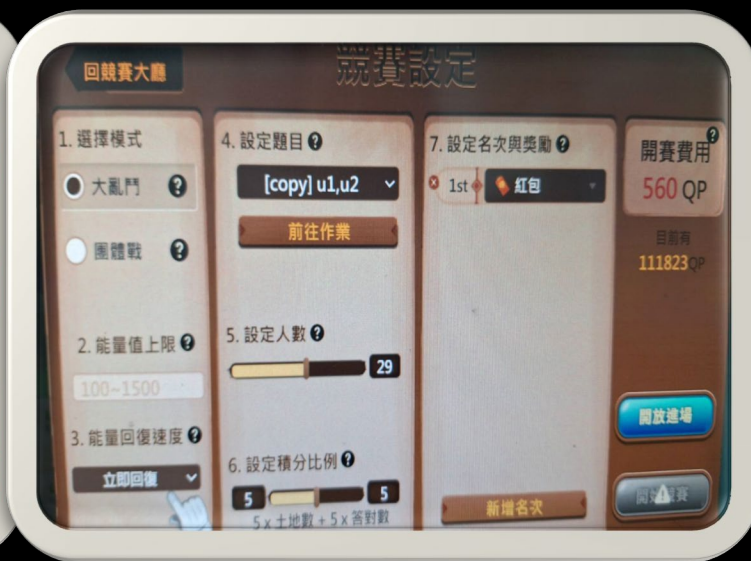 回競賽大廳
競賽設定
1. 選擇模式
大亂鬥 ?
團體戰 ?
2. 能量值上限 ?
100~1500
3. 能量回復速度 ?
立即回復
4. 設定題目 ?
[copy] u1,u2
前往作業
5. 設定人數 ?
29
6. 設定積分比例 ?
5 5
5 x 土地數 + 5 x 答對數
7. 設定名次與獎勵 ?
1st 紅包
新增名次
開賽費用 ?
560 QP
目前有
111823 QP
開放進場
開始競賽